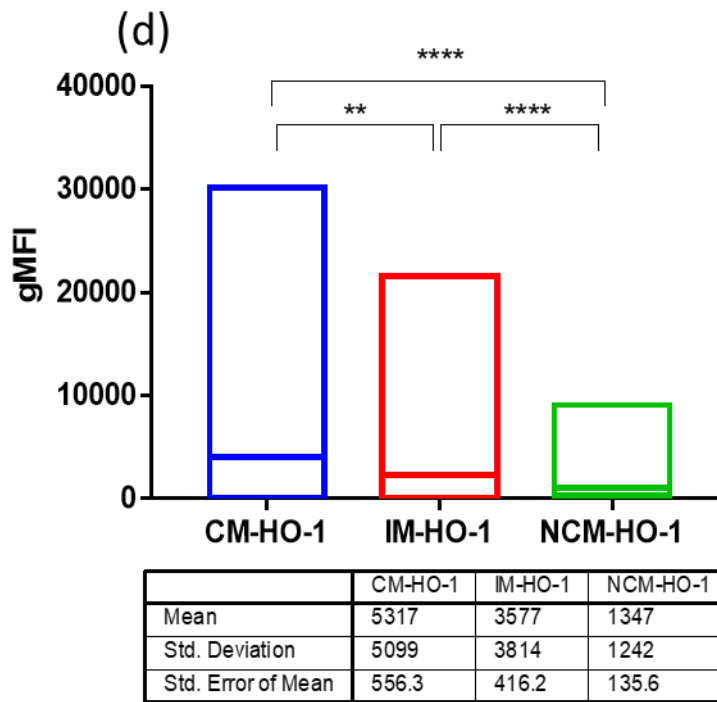 (d)
****
** ****
40000
30000
20000
10000
0
gMFI
CM-HO-1 IM-HO-1 NCM-HO-1
CM-HO-1 IM-HO-1 NCM-HO-1
Mean 5317 3577 1347
Std. Deviation 5099 3814 1242
Std. Error of Mean 556.3 416.2 135.6